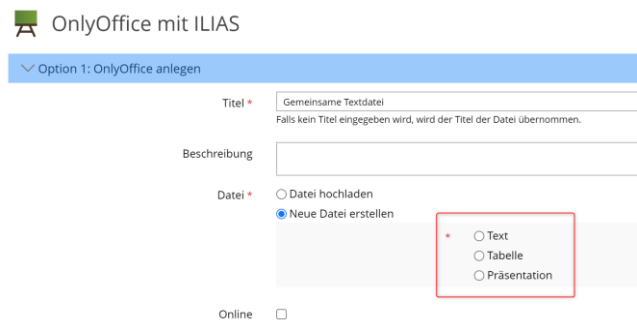 OnlyOffice mit ILIAS
Option 1: OnlyOffice anlegen
Titel *
Gemeinsame Textdatei
Falls kein Titel eingegeben wird, wird der Titel der Datei übernommen.
Beschreibung
Datei *
Datei hochladen
Neue Datei erstellen
* Text
Tabelle
Präsentation
Online